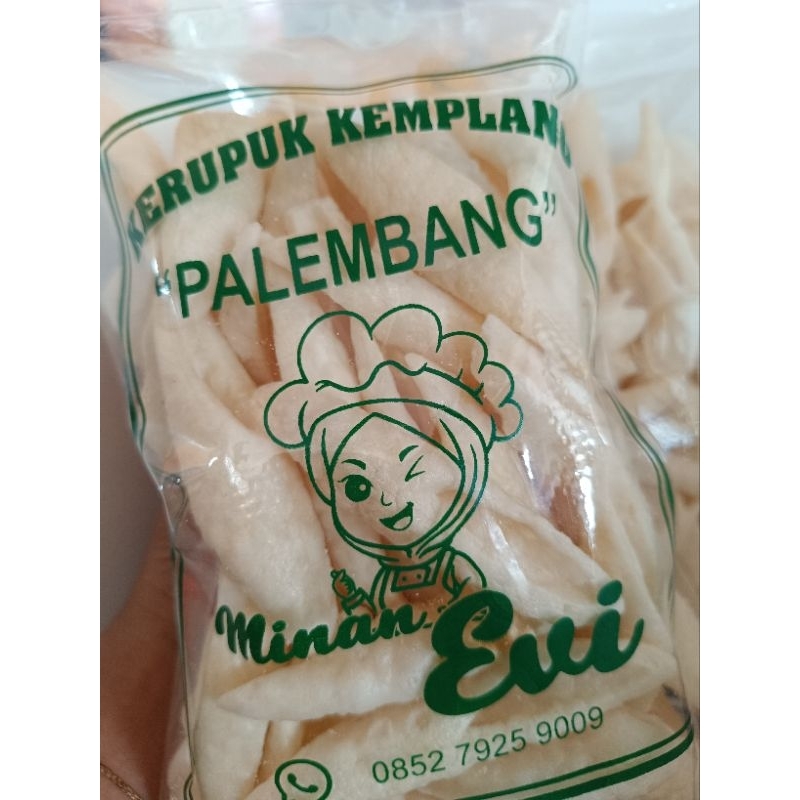 KERUPUK KEMPLANG
"PALEMBANG"
Minan Evi
0852 7925 9009